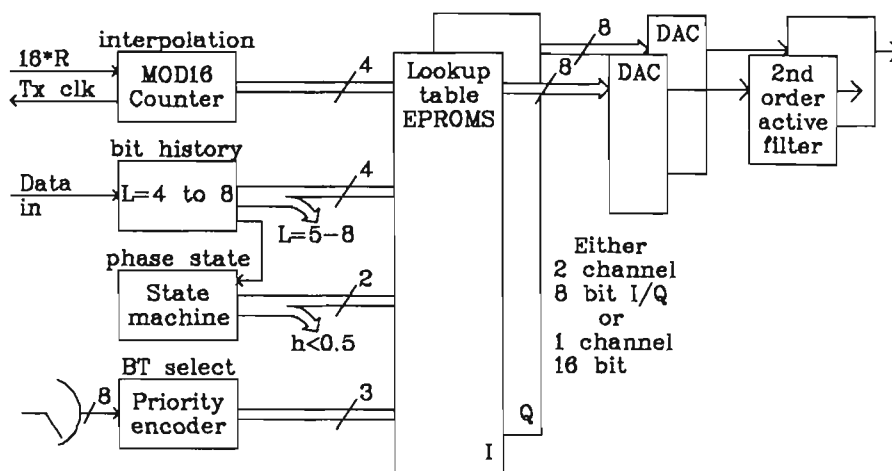 interpolation
16*R
Tx clk
MOD16
Counter
4
bit history
Data
in
L=4 to 8
4
L=5-8
phase state
State
machine
2
h<0.5
BT select
8
Priority
encoder
3
Lookup
table
EPROMS
Q
I
8
8
DAC
DAC
2nd
order
active
filter
Either
2 channel
8 bit I/Q
or
1 channel
16 bit